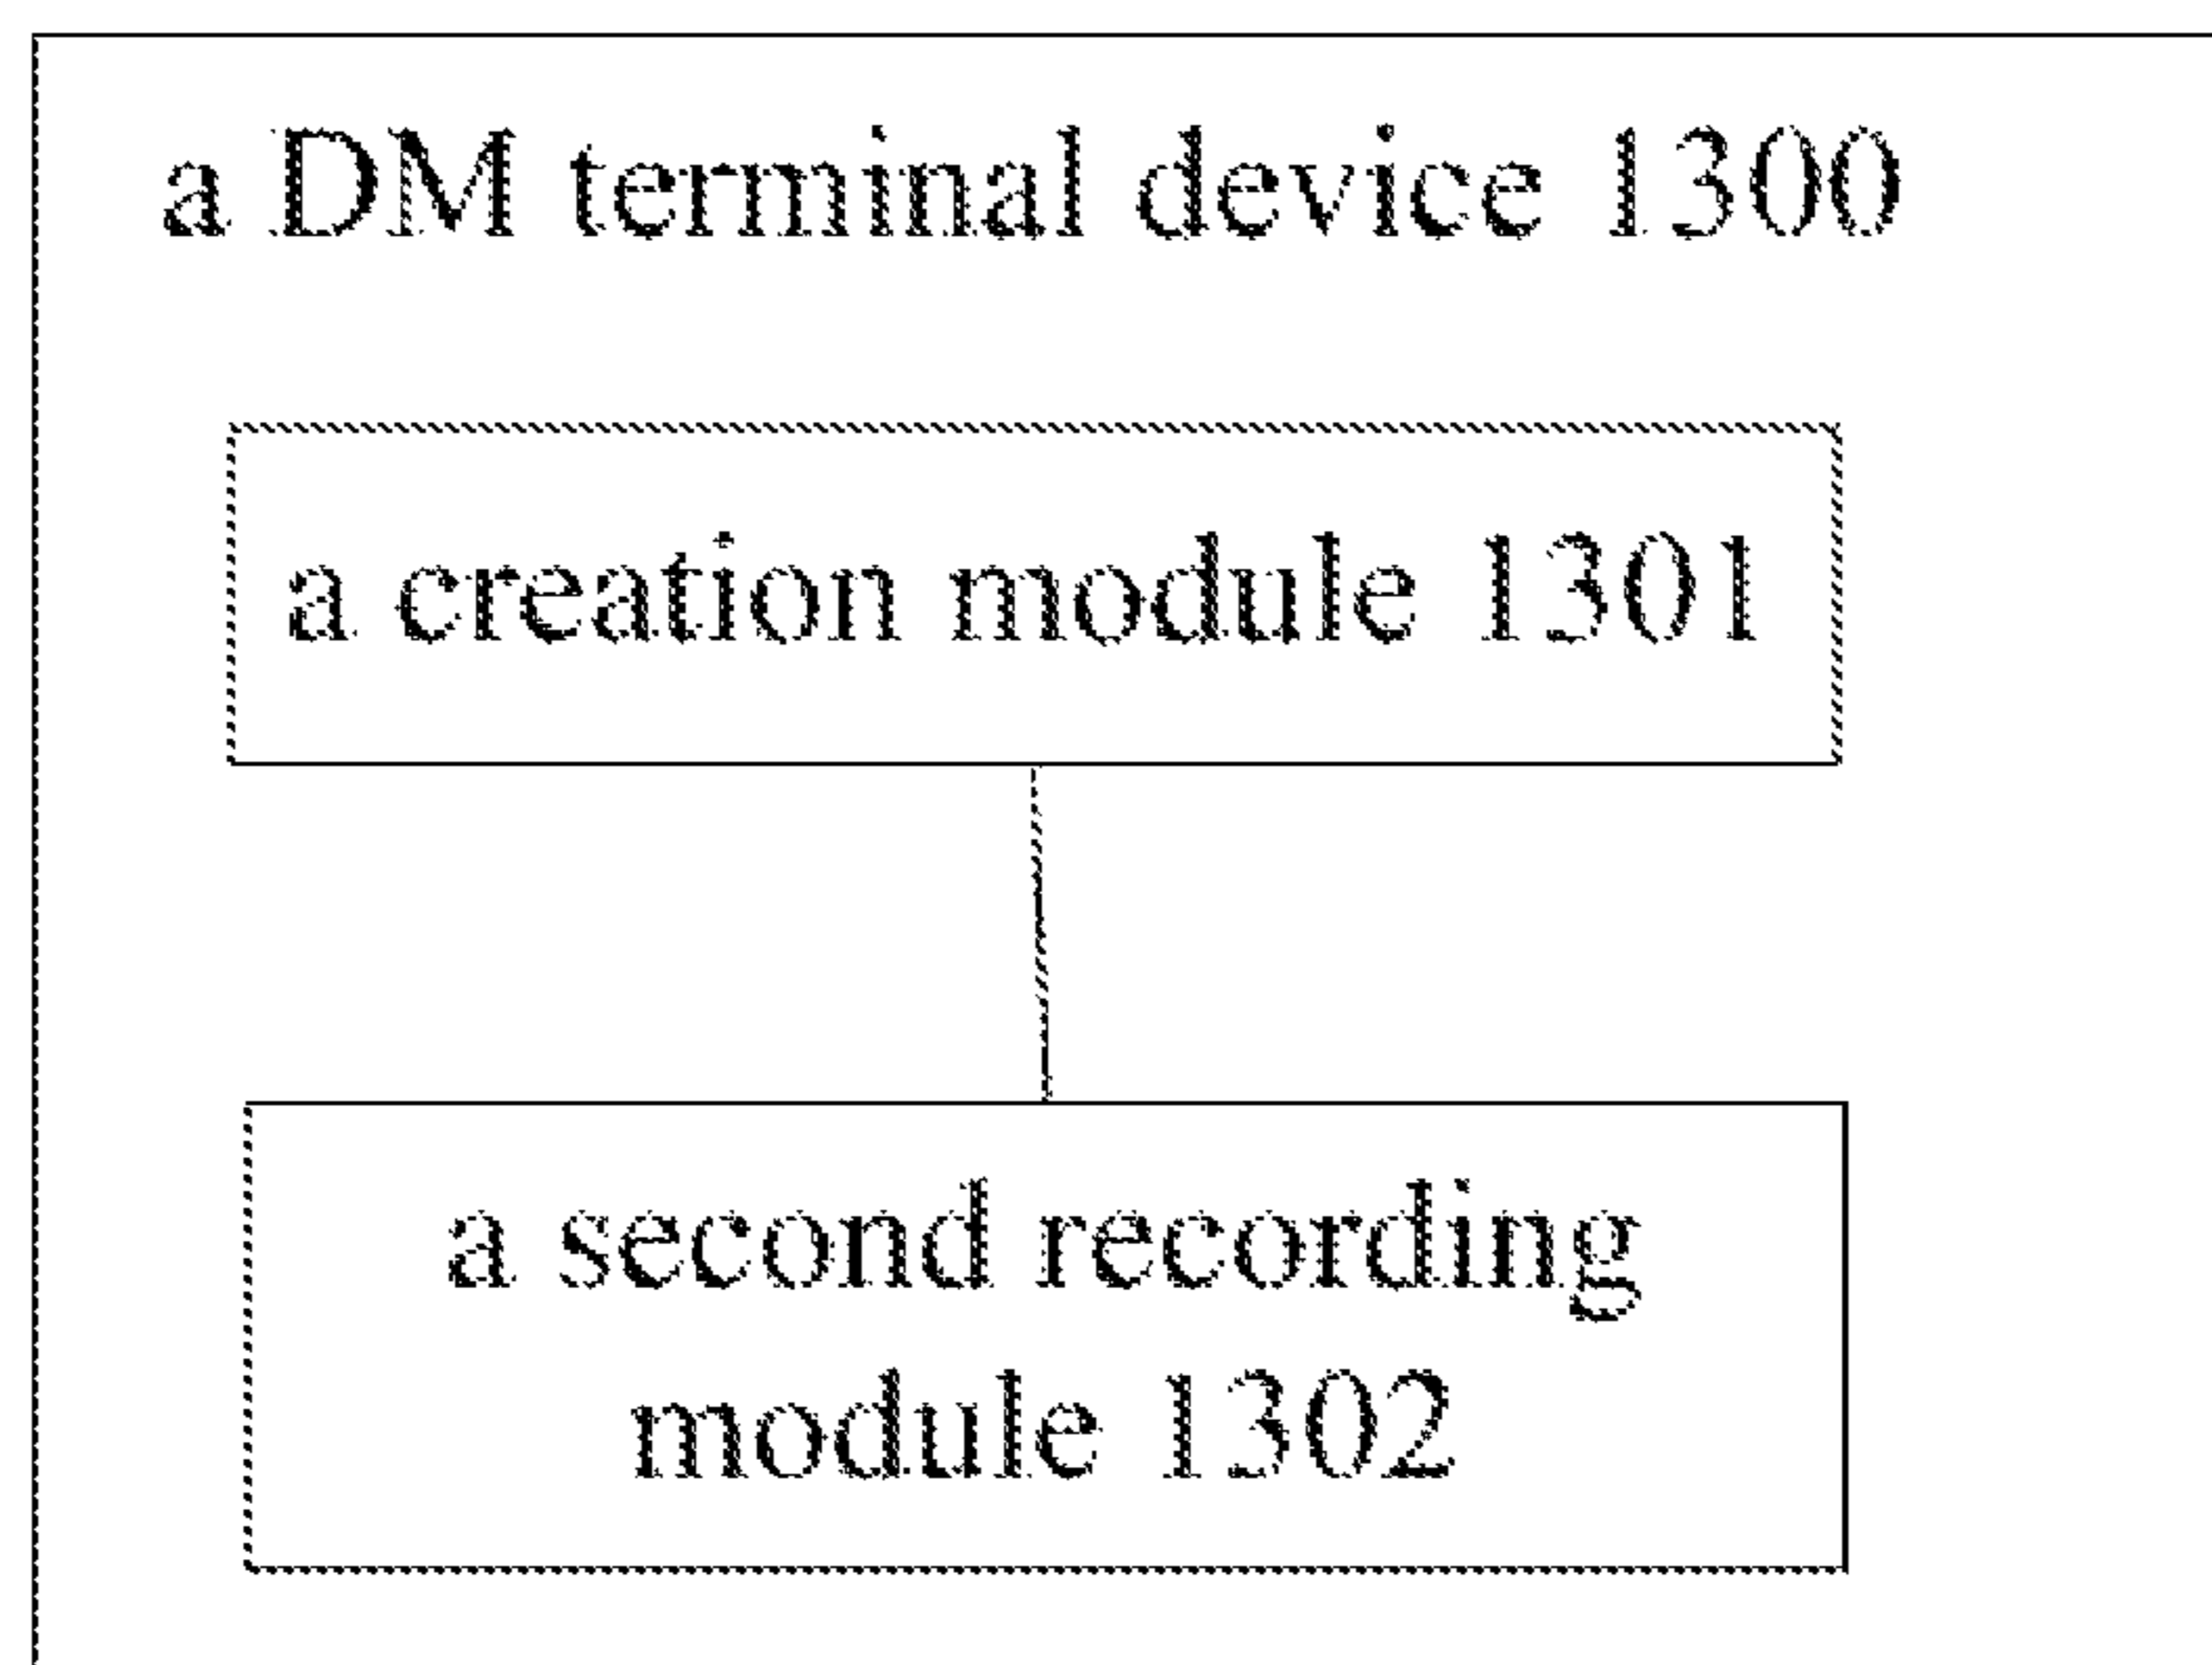 a DM terminal device 1300
a creation module 1301
a second recording
module 1302